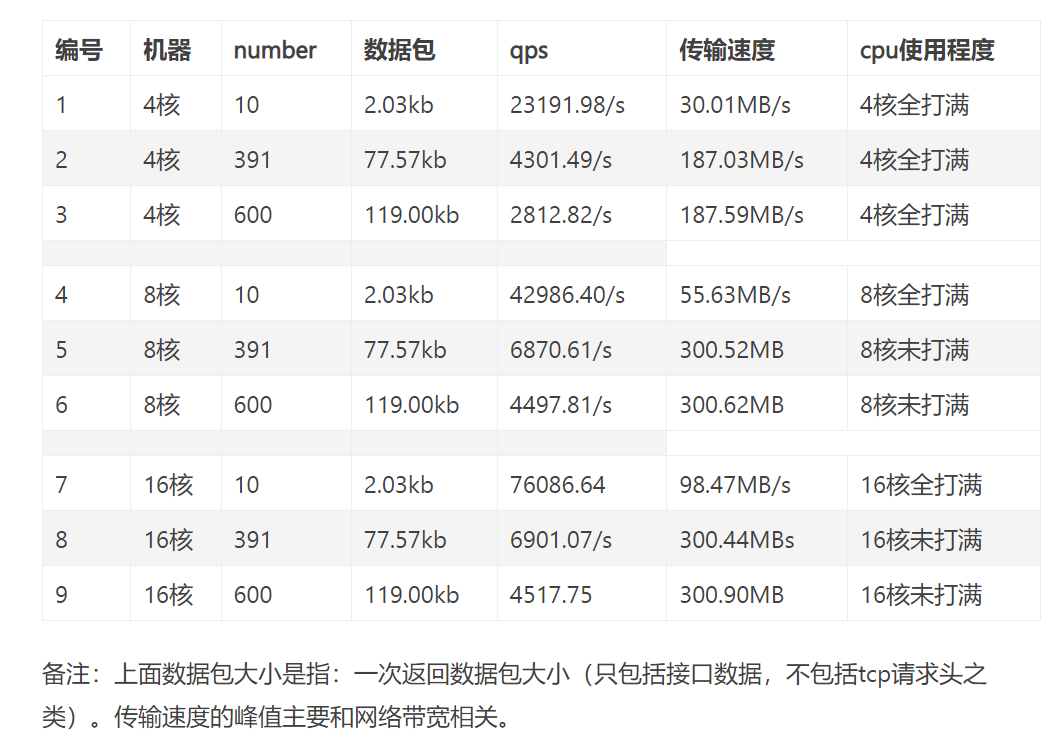 编号 机器 number 数据包 qps 传输速度 cpu使用程度
1 4核 10 2.03kb 23191.98/s 30.01MB/s 4核全打满
2 4核 391 77.57kb 4301.49/s 187.03MB/s 4核全打满
3 4核 600 119.00kb 2812.82/s 187.59MB/s 4核全打满
4 8核 10 2.03kb 42986.40/s 55.63MB/s 8核全打满
5 8核 391 77.57kb 6870.61/s 300.52MB 8核未打满
6 8核 600 119.00kb 4497.81/s 300.62MB 8核未打满
7 16核 10 2.03kb 76086.64 98.47MB/s 16核全打满
8 16核 391 77.57kb 6901.07/s 300.44MBs 16核未打满
9 16核 600 119.00kb 4517.75 300.90MB 16核未打满
备注：上面数据包大小是指：一次返回数据包大小（只包括接口数据，不包括tcp请求头之
类）。传输速度的峰值主要和网络带宽相关。